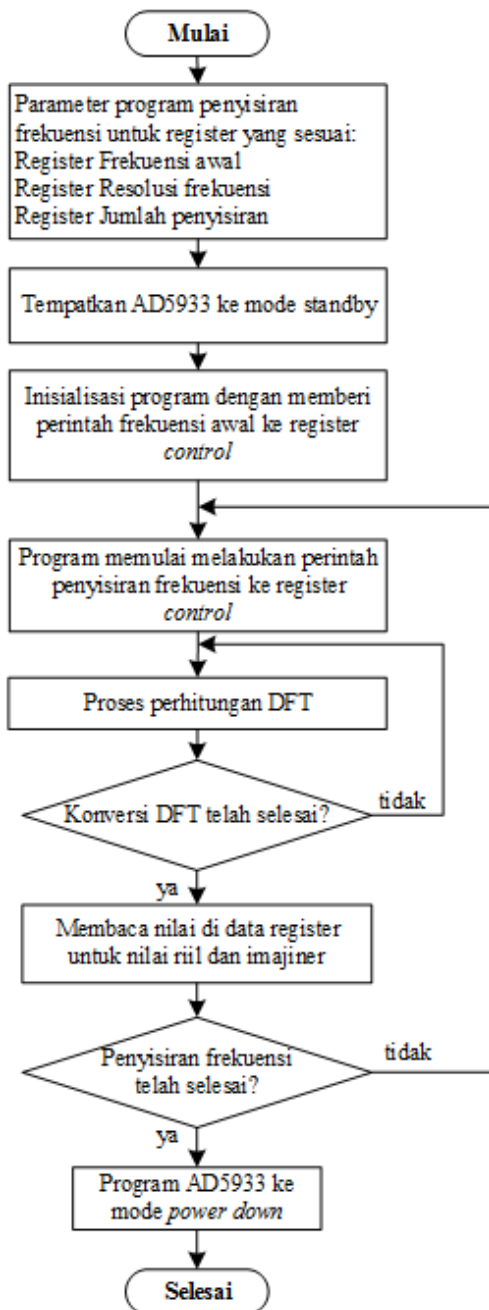 Mulai
Parameter program penyisiran
frekuensi untuk register yang sesuai:
Register Frekuensi awal
Register Resolusi frekuensi
Register Jumlah penyisiran
Tempatkan AD5933 ke mode standby
Inisialisasi program dengan memberi
perintah frekuensi awal ke register
control
Program memulai melakukan perintah
penyisiran frekuensi ke register
control
Proses perhitungan DFT
Konversi DFT telah selesai?
tidak
ya
Membaca nilai di data register
untuk nilai riil dan imajiner
Penyisiran frekuensi
telah selesai?
tidak
ya
Program AD5933 ke
mode power down
Selesai